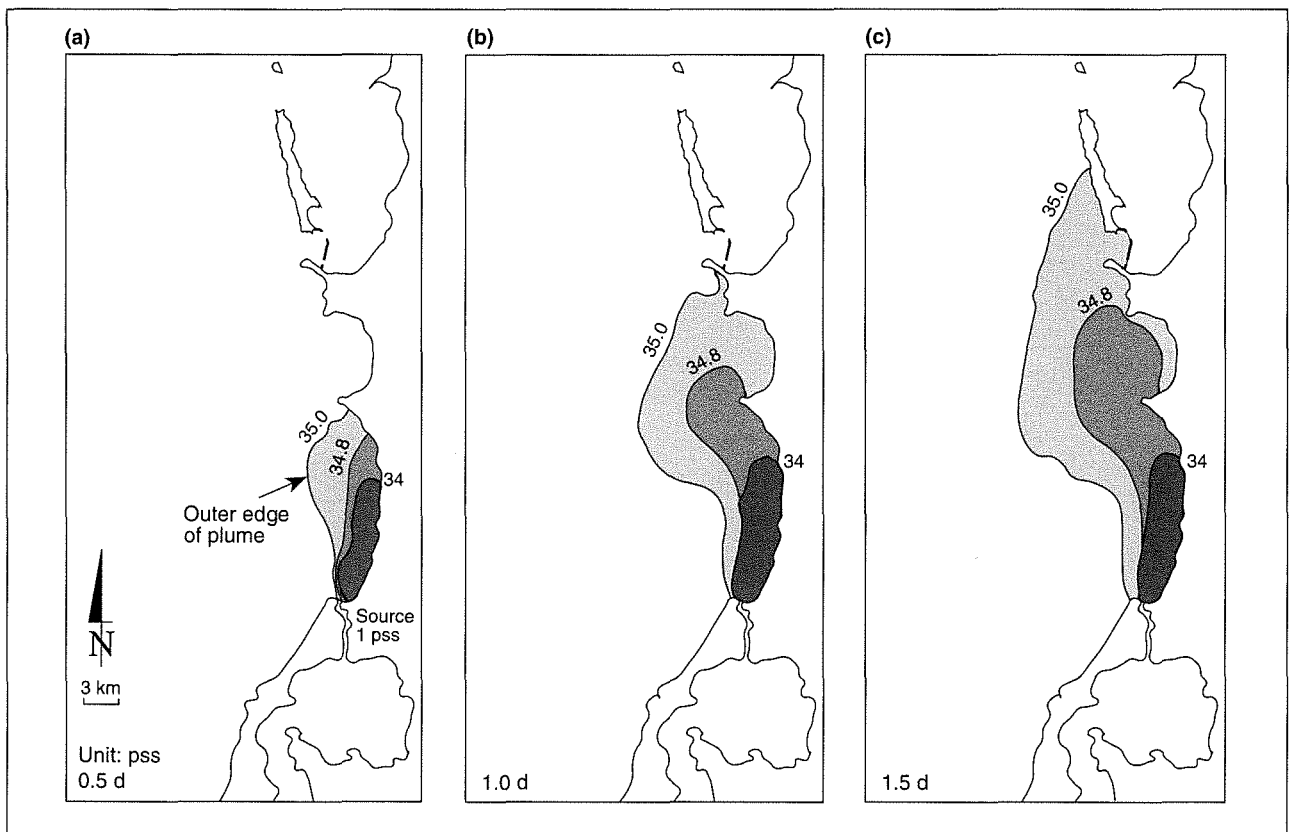 (a)
35.0
34.8
34
Outer edge
of plume
Source
1 pss
N
3 km
Unit: pss
0.5 d
(b)
35.0
34.8
34
1.0 d
(c)
35.0
34.8
34
1.5 d